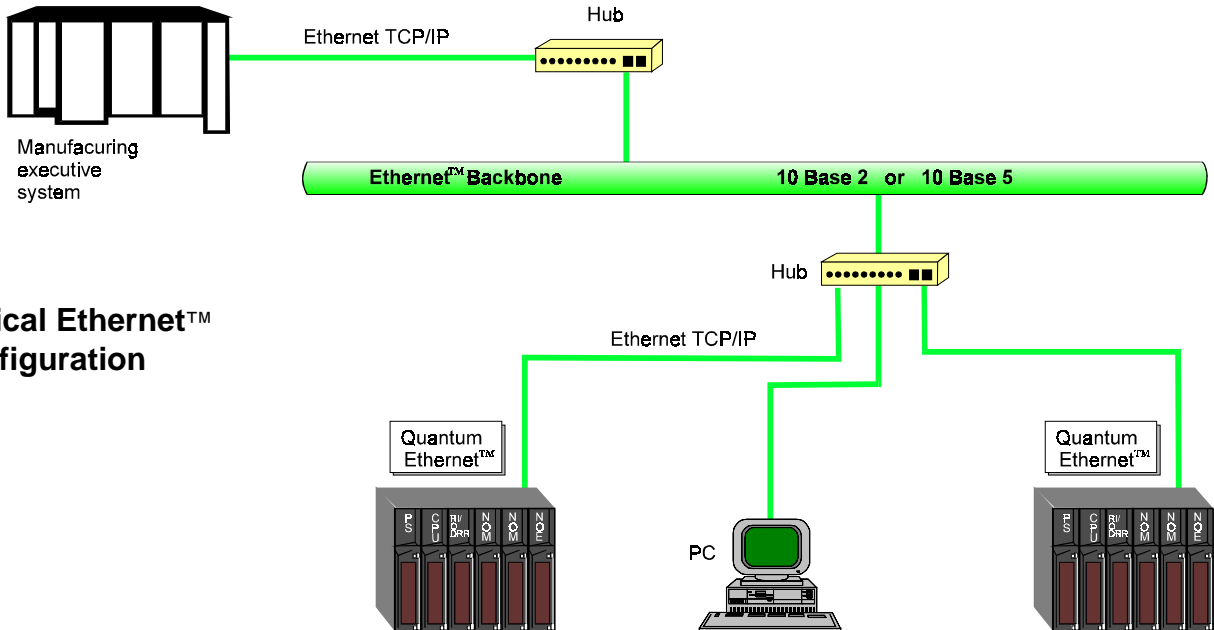 Hub
Ethernet TCP/IP
Manufacuring
executive
system
Ethernet™ Backbone 10 Base 2 or 10 Base 5
Hub
ical Ethernet™
figuration
Ethernet TCP/IP
Quantum
Ethernet™
Quantum
Ethernet™
PS CPU NOM NOM NOE
PC
PS CPU NOM NOM NOE